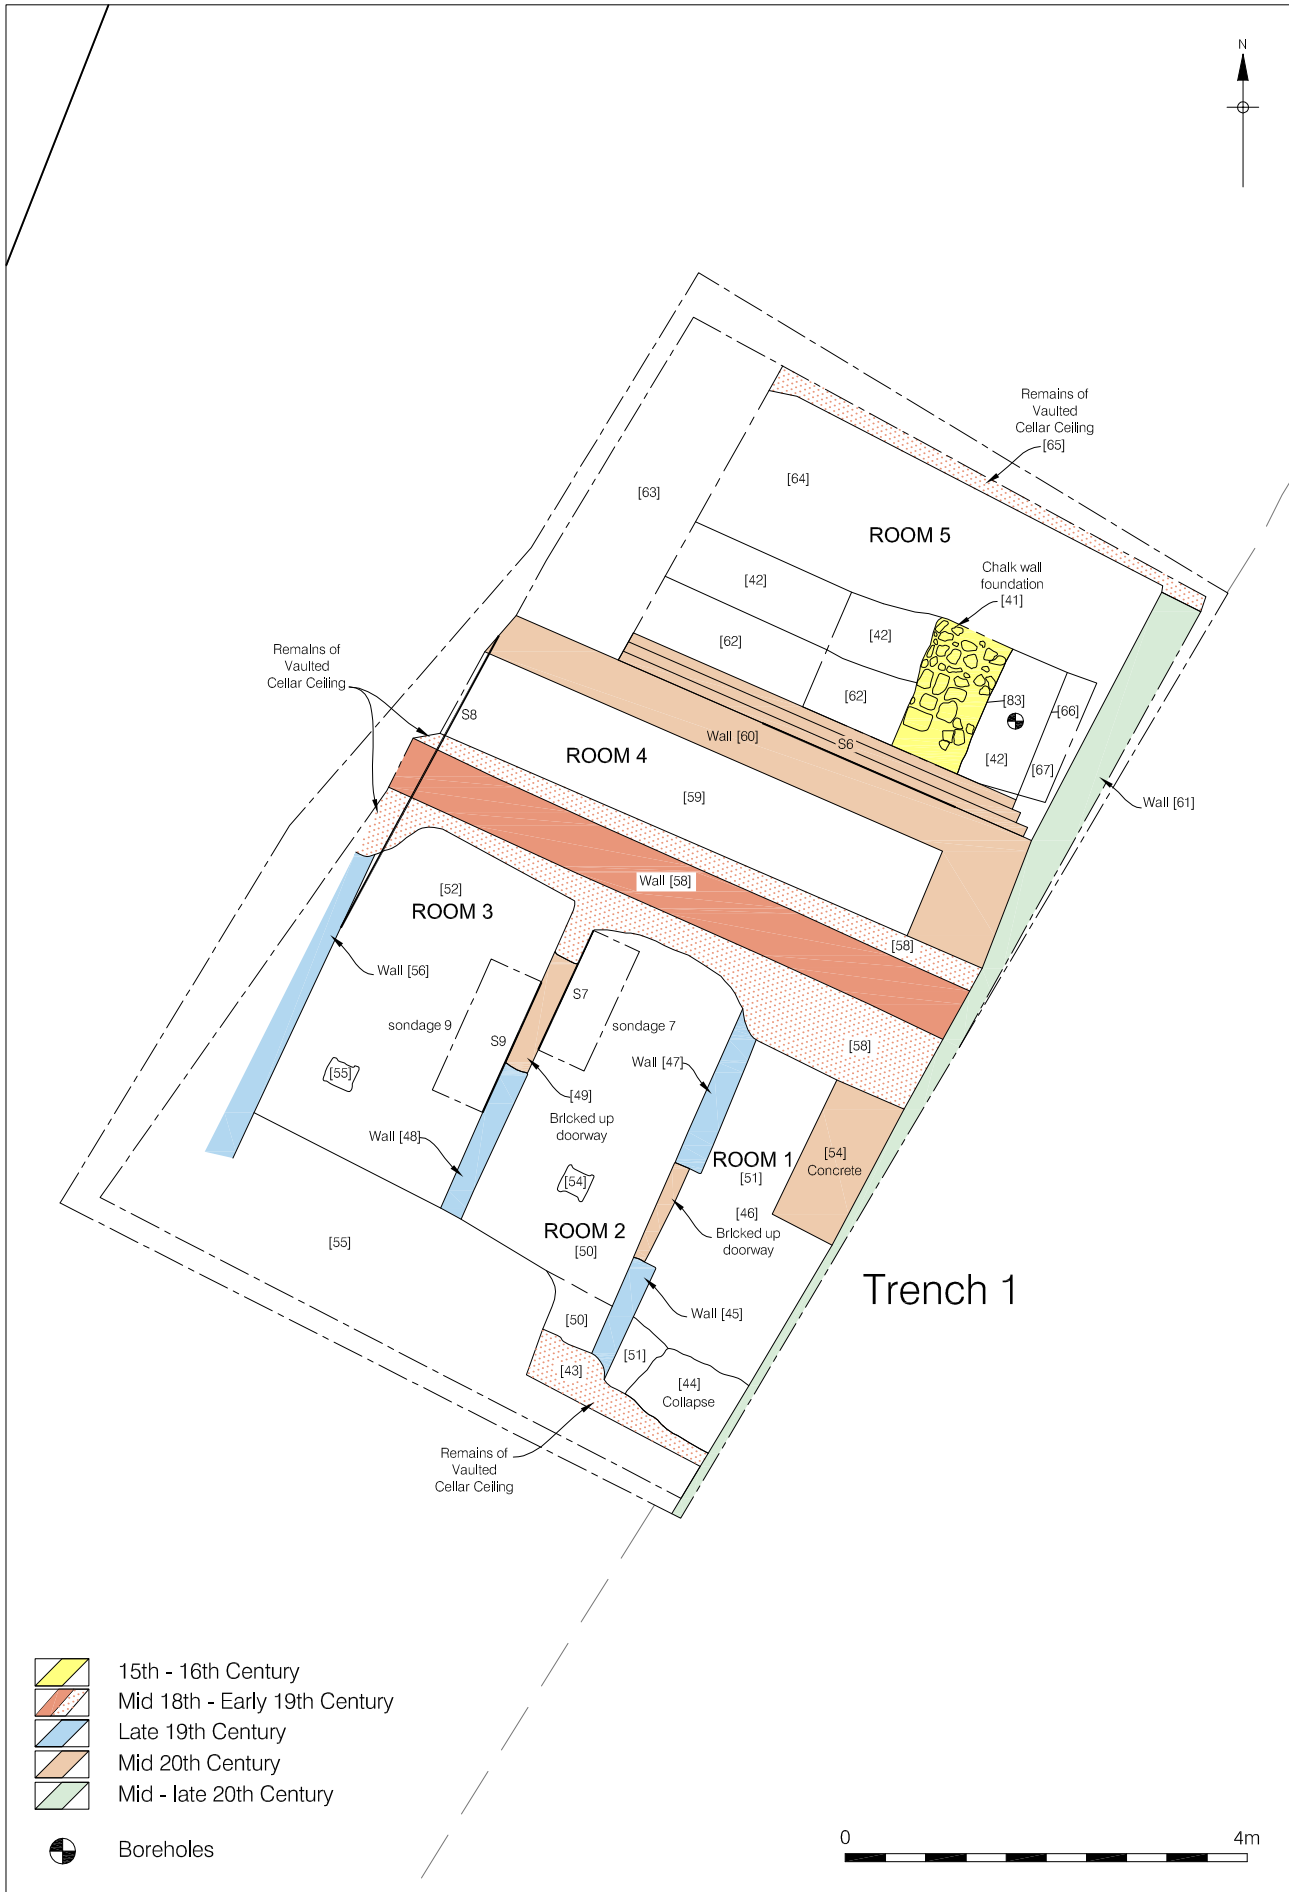 N
Remains of
Vaulted
Cellar Ceiling
[65]
[63]
[64]
ROOM 5
Chalk wall
foundation
[41]
[42]
[42]
[62]
[62]
[83]
[66]
[42]
[67]
Remains of
Vaulted
Cellar Ceiling
S8
Wall [60]
S6
ROOM 4
[59]
Wall [61]
Wall [58]
[52]
ROOM 3
[58]
Wall [56]
S7
sondage 9
sondage 7
S9
[58]
Wall [47]
[55]
[49]
Bricked up
doorway
Wall [48]
ROOM 1
[51]
[54]
Concrete
[54]
[46]
Bricked up
doorway
ROOM 2
[50]
[55]
Trench 1
Wall [45]
[50]
[51]
[43]
[44]
Collapse
Remains of
Vaulted
Cellar Ceiling
15th - 16th Century
Mid 18th - Early 19th Century
Late 19th Century
Mid 20th Century
Mid - late 20th Century
Boreholes
0
4m